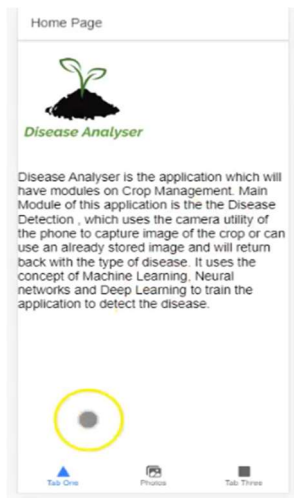 Home Page
Disease Analyser
Disease Analyser is the application which will
have modules on Crop Management. Main
Module of this application is the the Disease
Detection , which uses the camera utility of
the phone to capture image of the crop or can
use an already stored image and will return
back with the type of disease. It uses the
concept of Machine Learning, Neural
networks and Deep Learning to train the
application to detect the disease.
Tab One Photos Tab Three